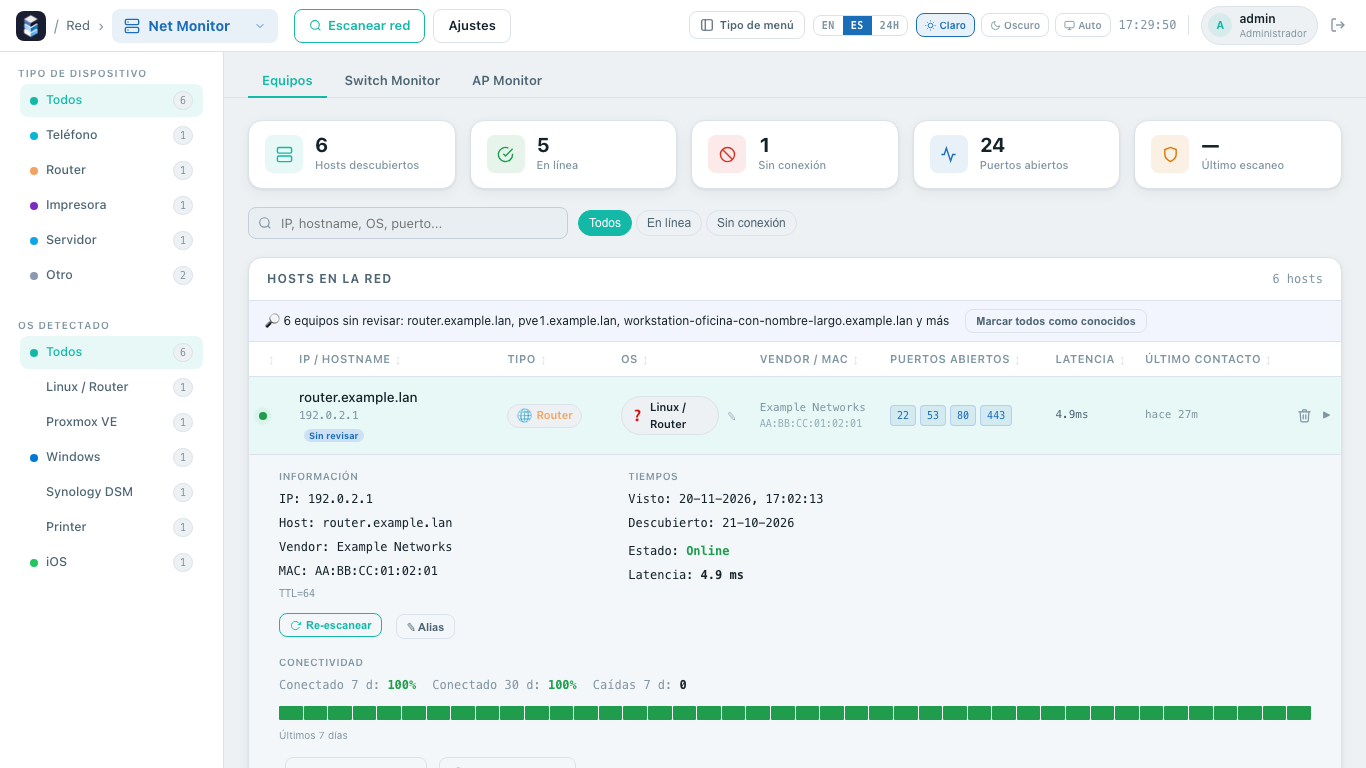 / Red › Net Monitor
Escanear red
Ajustes
Tipo de menú
EN ES 24H
Claro
Oscuro
Auto
17:29:50
A
admin
Administrador
TIPO DE DISPOSITIVO
Todos 6
Teléfono 1
Router 1
Impresora 1
Servidor 1
Otro 2
OS DETECTADO
Todos 6
Linux / Router 1
Proxmox VE 1
Windows 1
Synology DSM 1
Printer 1
iOS 1
Equipos Switch Monitor AP Monitor
6
Hosts descubiertos
5
En línea
1
Sin conexión
24
Puertos abiertos
—
Último escaneo
IP, hostname, OS, puerto...
Todos En línea Sin conexión
HOSTS EN LA RED 6 hosts
6 equipos sin revisar: router.example.lan, pve1.example.lan, workstation-oficina-con-nombre-largo.example.lan y más
Marcar todos como conocidos
IP / HOSTNAME TIPO OS VENDOR / MAC PUERTOS ABIERTOS LATENCIA ÚLTIMO CONTACTO
router.example.lan
192.0.2.1
Sin revisar
Router
❓ Linux /
Router
Example Networks
AA:BB:CC:01:02:01
22 53 80 443
4.9ms
hace 27m
INFORMACIÓN
IP: 192.0.2.1
Host: router.example.lan
Vendor: Example Networks
MAC: AA:BB:CC:01:02:01
TTL=64
Re-escanear
Alias
TIEMPOS
Visto: 20-11-2026, 17:02:13
Descubierto: 21-10-2026
Estado: Online
Latencia: 4.9 ms
CONECTIVIDAD
Conectado 7 d: 100% Conectado 30 d: 100% Caídas 7 d: 0
Últimos 7 días